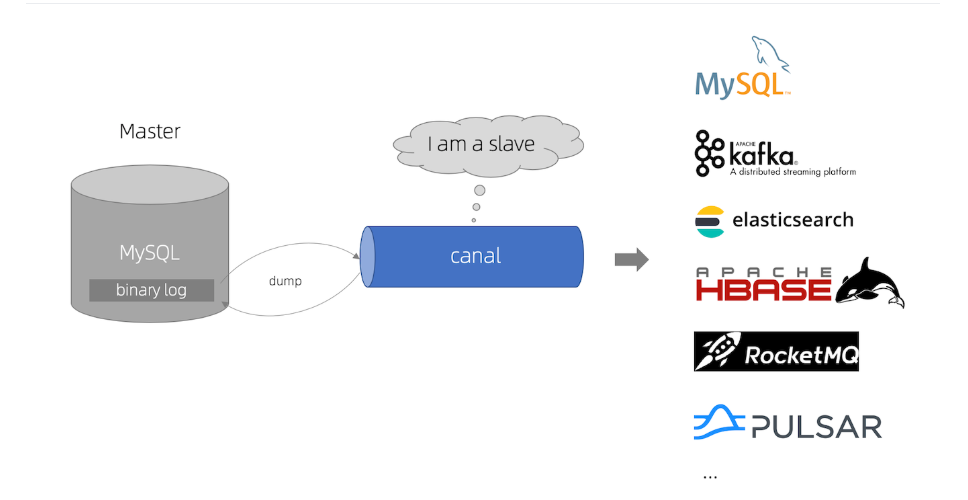 Master
MySQL
binary log
dump
I am a slave
canal
MySQL
APACHE
kafka®
A distributed streaming platform
elasticsearch
APACHE
HBASE
RocketMQ
PULSAR
...